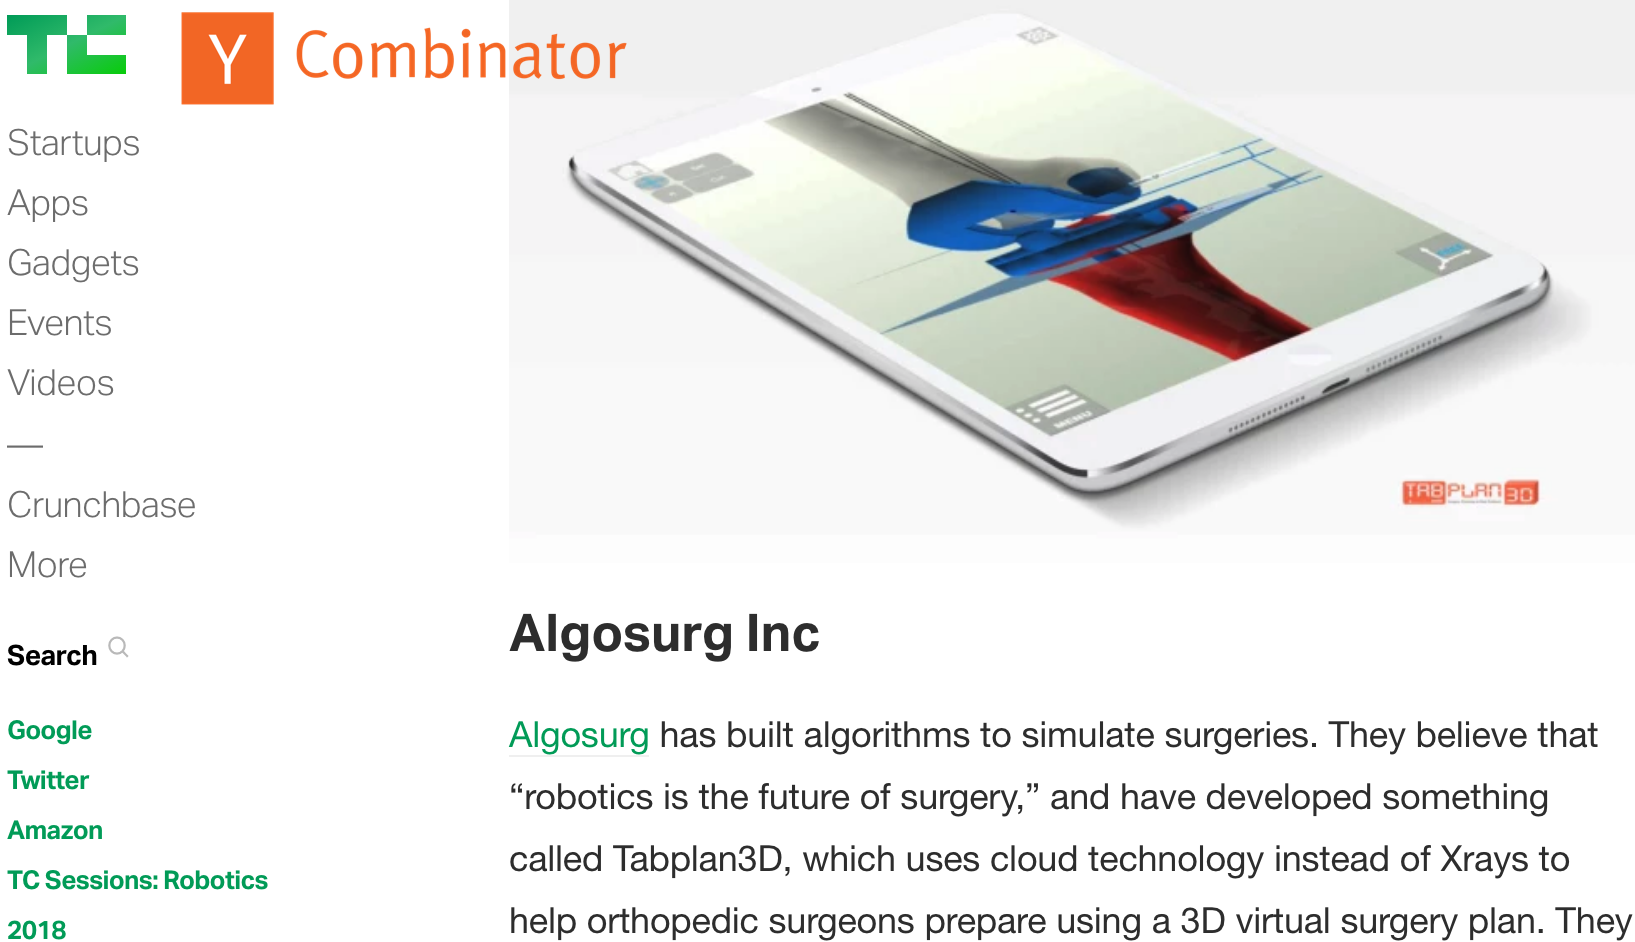 TC
Y Combinator
Startups
Apps
Gadgets
Events
Videos
—
Crunchbase
More
Search
Google
Twitter
Amazon
TC Sessions: Robotics
2018
MENU
TABPLAN3D
Algosurg Inc
Algosurg has built algorithms to simulate surgeries. They believe that
“robotics is the future of surgery,” and have developed something
called Tabplan3D, which uses cloud technology instead of Xrays to
help orthopedic surgeons prepare using a 3D virtual surgery plan. They